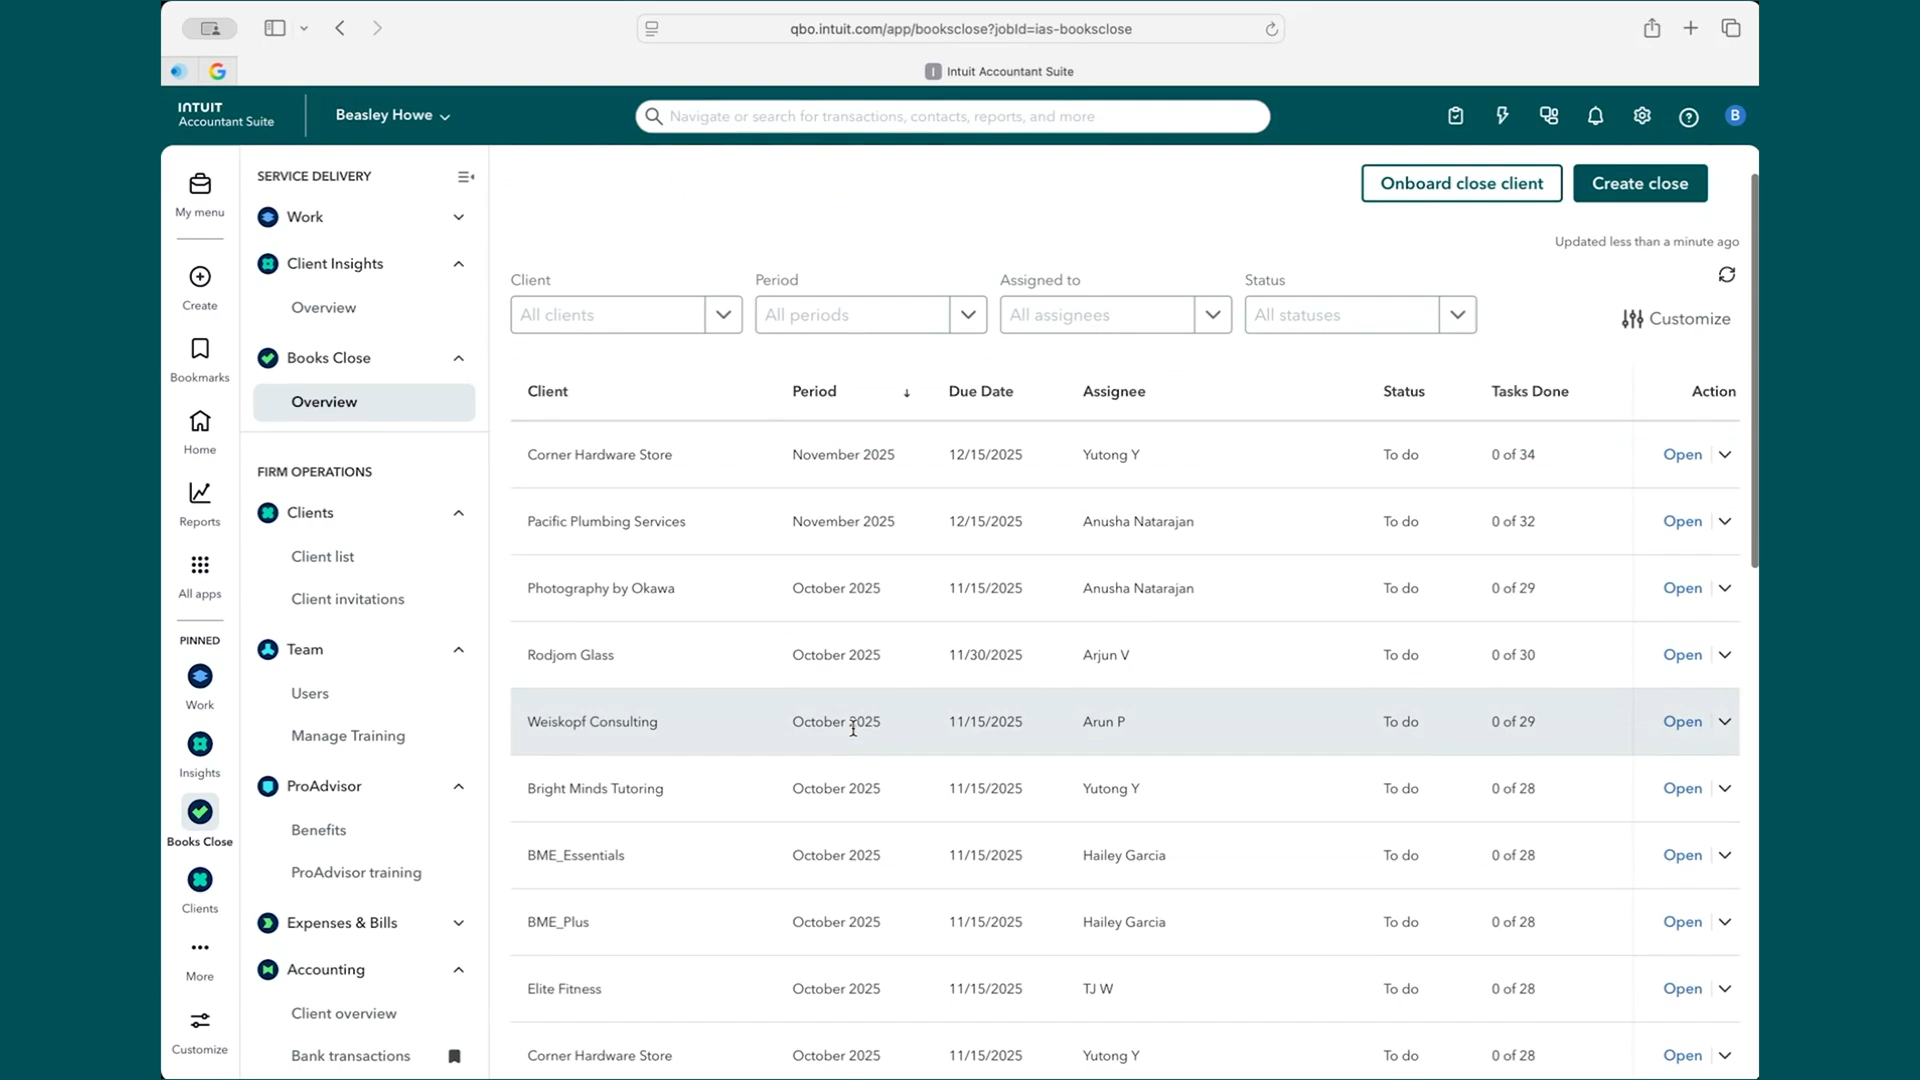 qbo.intuit.com/app/booksclose?jobId=ias-booksclose
Intuit Accountant Suite
INTUIT
Accountant Suite
Beasley Howe
Navigate or search for transactions, contacts, reports, and more
B
My menu
Create
Bookmarks
Home
Reports
All apps
PINNED
Work
Insights
Books Close
Clients
More
Customize
SERVICE DELIVERY
Work
Client Insights
Overview
Books Close
Overview
FIRM OPERATIONS
Clients
Client list
Client invitations
Team
Users
Manage Training
ProAdvisor
Benefits
ProAdvisor training
Expenses & Bills
Accounting
Client overview
Bank transactions
Onboard close client
Create close
Updated less than a minute ago
Client Period Assigned to Status
All clients All periods All assignees All statuses
Customize
Client Period Due Date Assignee Status Tasks Done Action
Corner Hardware Store November 2025 12/15/2025 Yutong Y To do 0 of 34 Open
Pacific Plumbing Services November 2025 12/15/2025 Anusha Natarajan To do 0 of 32 Open
Photography by Okawa October 2025 11/15/2025 Anusha Natarajan To do 0 of 29 Open
Rodjom Glass October 2025 11/30/2025 Arjun V To do 0 of 30 Open
Weiskopf Consulting October 2025 11/15/2025 Arun P To do 0 of 29 Open
Bright Minds Tutoring October 2025 11/15/2025 Yutong Y To do 0 of 28 Open
BME_Essentials October 2025 11/15/2025 Hailey Garcia To do 0 of 28 Open
BME_Plus October 2025 11/15/2025 Hailey Garcia To do 0 of 28 Open
Elite Fitness October 2025 11/15/2025 TJ W To do 0 of 28 Open
Corner Hardware Store October 2025 11/15/2025 Yutong Y To do 0 of 28 Open